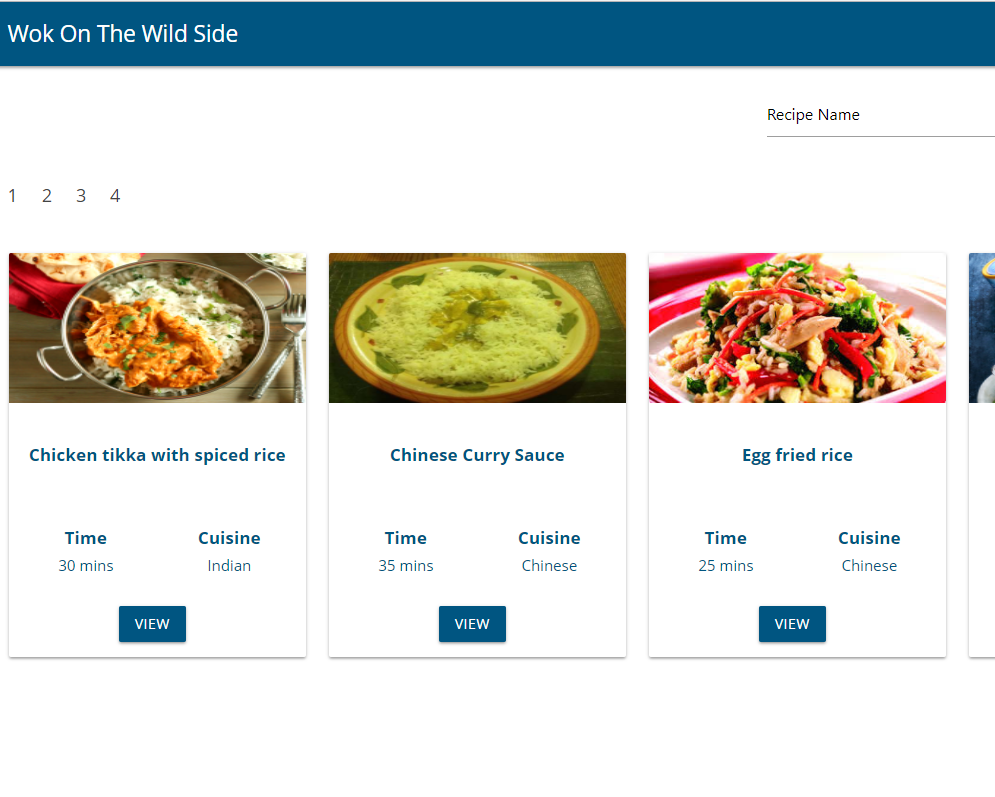 Wok On The Wild Side
Recipe Name
1 2 3 4
Chicken tikka with spiced rice
Chinese Curry Sauce
Egg fried rice
Time Cuisine Time Cuisine Time Cuisine
30 mins Indian 35 mins Chinese 25 mins Chinese
VIEW VIEW VIEW